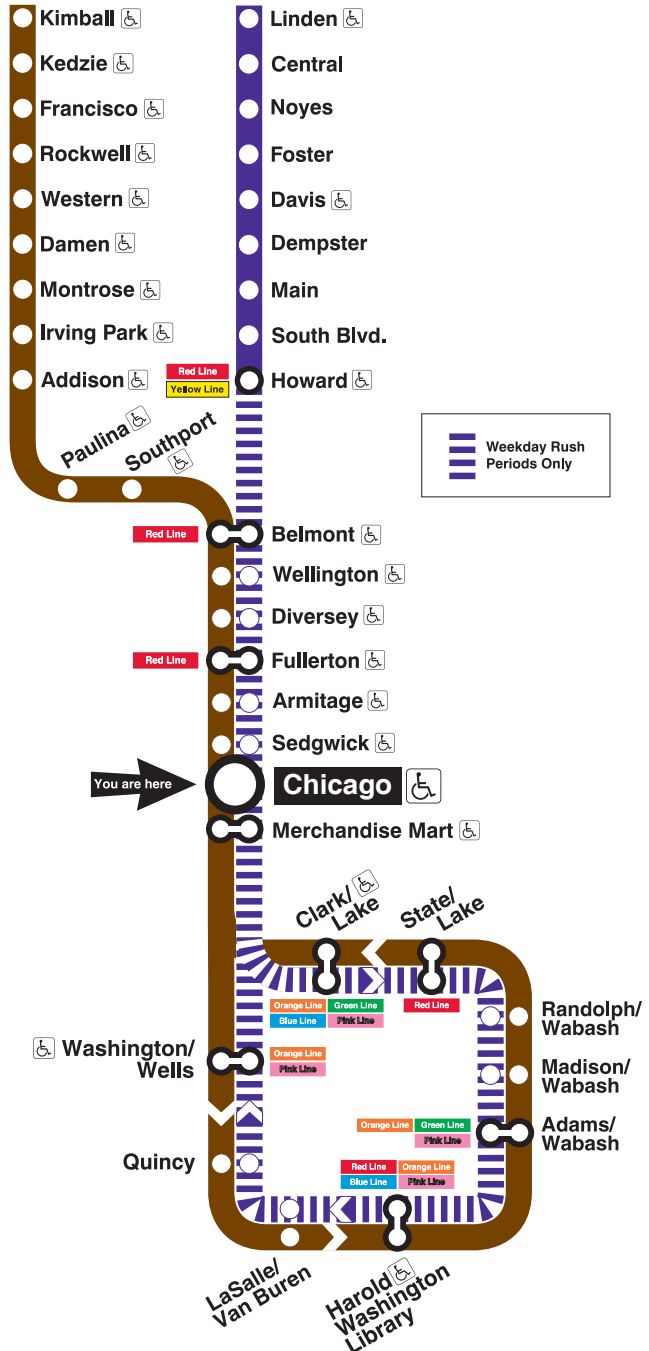 Kimball
Kedzie
Francisco
Rockwell
Western
Damen
Montrose
Irving Park
Addison
Paulina
Southport
Linden
Central
Noyes
Foster
Davis
Dempster
Main
South Blvd.
Red Line
Yellow Line
Howard
Weekday Rush
Periods Only
Red Line
Belmont
Wellington
Diversey
Red Line
Fullerton
Armitage
Sedgwick
You are here
Chicago
Merchandise Mart
Clark/
Lake
State/
Lake
Orange Line
Green Line
Blue Line
Pink Line
Red Line
Randolph/
Wabash
Washington/
Wells
Orange Line
Pink Line
Madison/
Wabash
Orange Line
Green Line
Pink Line
Adams/
Wabash
Quincy
Red Line
Orange Line
Blue Line
Pink Line
LaSalle/
Van Buren
Harold
Washington
Library